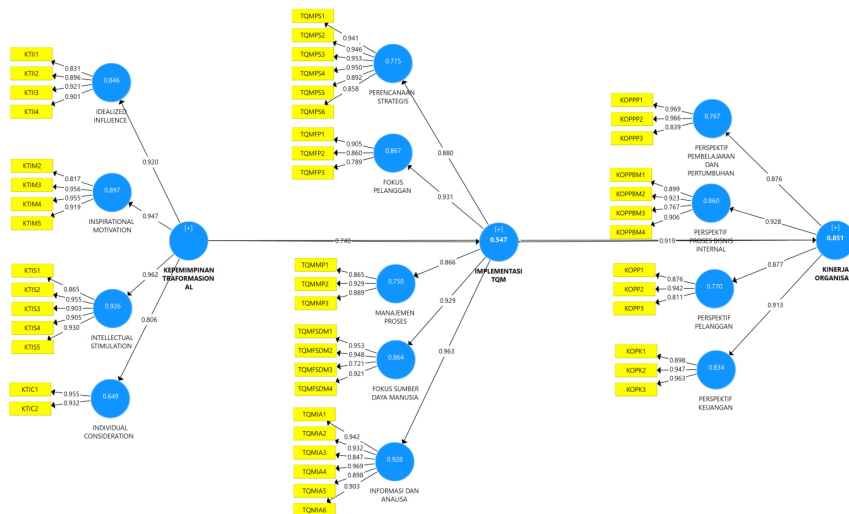 KTII1
KTII2
KTII3
KTII4
0.831
0.896
0.921
0.901
0.846
IDEALIZED
INFLUENCE
0.920
KTIM2
KTIM3
KTIM4
KTIM5
0.817
0.956
0.955
0.919
0.897
INSPIRATIONAL
MOTIVATION
0.947
KTIS1
KTIS2
KTIS3
KTIS4
KTIS5
0.865
0.955
0.903
0.905
0.930
0.926
INTELLECTUAL
STIMULATION
0.962
KTIC1
KTIC2
0.955
0.932
0.649
INDIVIDUAL
CONSIDERATION
0.806
[+]
KEPEMIMPINAN
TRAFORMASION
AL
0.740
TQMPS1
TQMPS2
TQMPS3
TQMPS4
TQMPS5
TQMPS6
0.941
0.946
0.953
0.950
0.892
0.858
0.775
PERENCANAAN
STRATEGIS
0.880
TQMFP1
TQMFP2
TQMFP3
0.905
0.860
0.789
0.867
FOKUS
PELANGGAN
0.931
[+]
0.547
IMPLEMENTASI
TQM
TQMMP1
TQMMP2
TQMMP3
0.865
0.929
0.889
0.750
MANAJEMEN
PROSES
0.866
TQMFSDM1
TQMFSDM2
TQMFSDM3
TQMFSDM4
0.953
0.948
0.721
0.921
0.864
FOKUS SUMBER
DAYA MANUSIA
0.929
TQMIA1
TQMIA2
TQMIA3
TQMIA4
TQMIA5
TQMIA6
0.942
0.932
0.847
0.969
0.898
0.903
0.928
INFORMASI DAN
ANALISA
0.963
0.919
KOPPP1
KOPPP2
KOPPP3
0.969
0.966
0.839
0.767
PERSPEKTIF
PEMBELAJARAN
DAN
PERTUMBUHAN
0.876
KOPPBM1
KOPPBM2
KOPPBM3
KOPPBM4
0.899
0.923
0.767
0.906
0.860
PERSPEKTIF
PROSES BISNIS
INTERNAL
0.928
[+]
0.851
KINERJA
ORGANISA
KOPP1
KOPP2
KOPP3
0.876
0.942
0.811
0.770
PERSPEKTIF
PELANGGAN
0.877
KOPK1
KOPK2
KOPK3
0.898
0.947
0.963
0.834
PERSPEKTIF
KEUANGAN
0.913